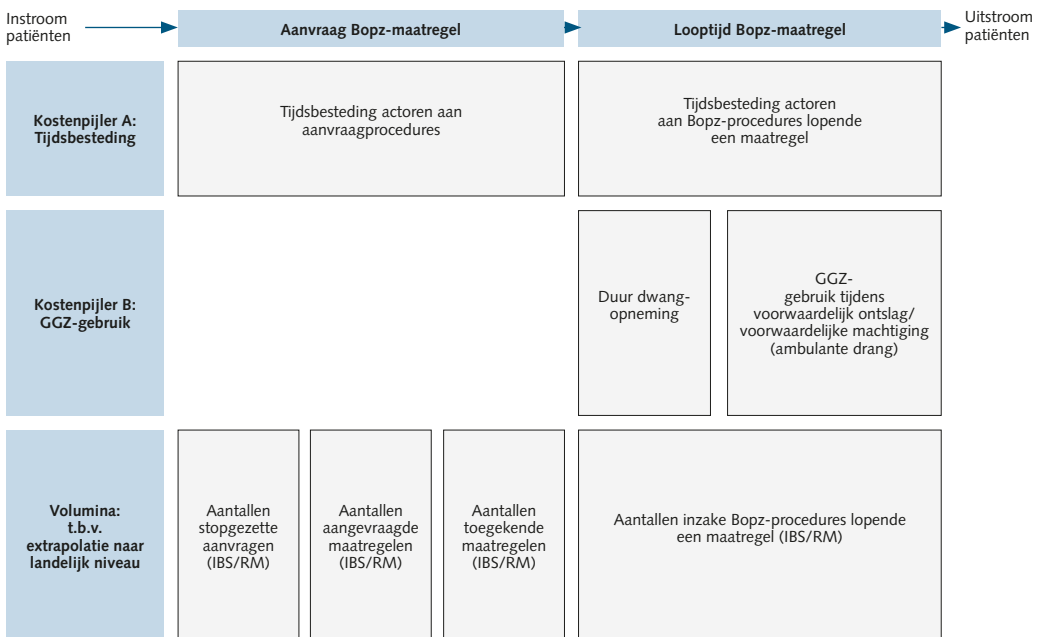 Instroom
patiënten
Aanvraag Bopz-maatregel
Looptijd Bopz-maatregel
Uitstroom
patiënten
Kostenpijler A:
Tijdsbesteding
Tijdsbesteding actoren aan
aanvraagprocedures
Tijdsbesteding actoren
aan Bopz-procedures lopende
een maatregel
Kostenpijler B:
GGZ-gebruik
Duur dwang-
opneming
GGZ-
gebruik tijdens
voorwaardelijk ontslag/
voorwaardelijke machtiging
(ambulante drang)
Volumina:
t.b.v.
extrapolatie naar
landelijk niveau
Aantallen
stopgezette
aanvragen
(IBS/RM)
Aantallen
aangevraagde
maatregelen
(IBS/RM)
Aantallen
toegekende
maatregelen
(IBS/RM)
Aantallen inzake Bopz-procedures lopende
een maatregel (IBS/RM)